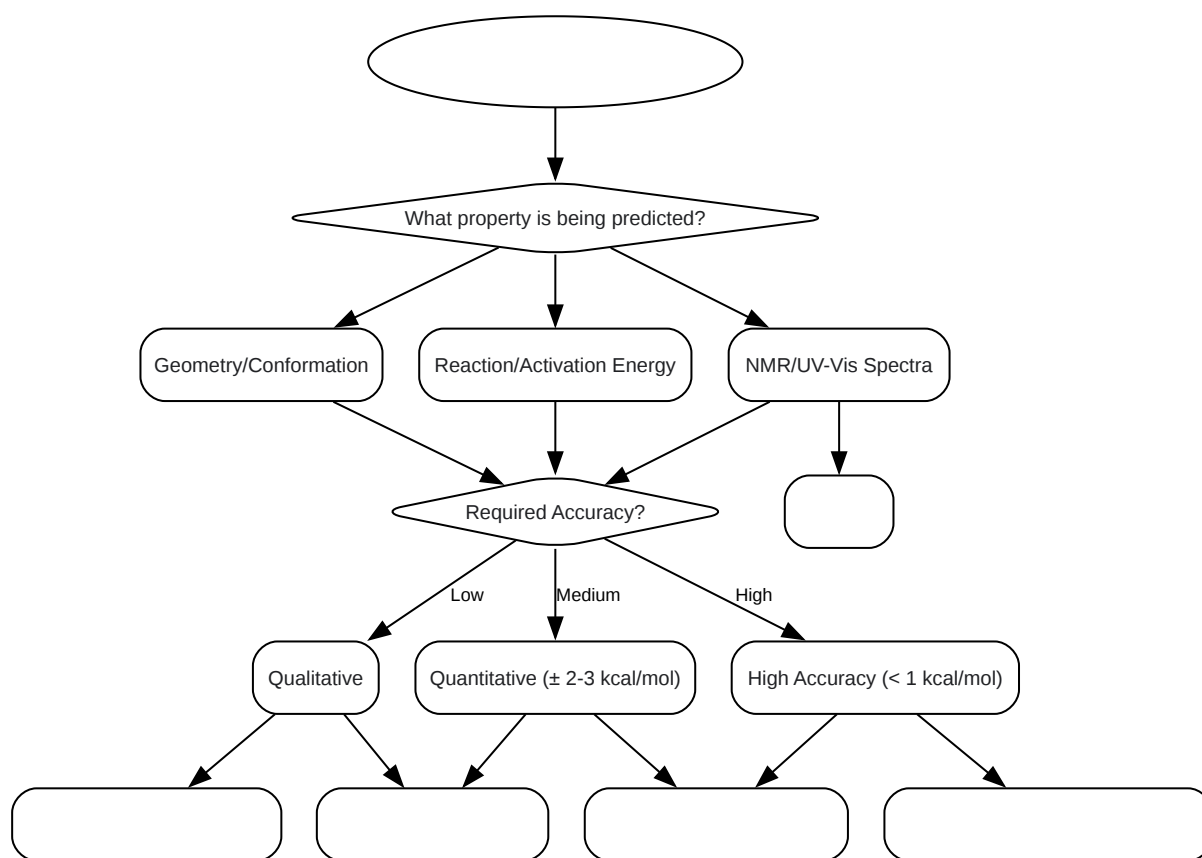 What property is being predicted?
Geometry/Conformation
Reaction/Activation Energy
NMR/UV-Vis Spectra
Required Accuracy?
Low
Medium
High
Qualitative
Quantitative (± 2-3 kcal/mol)
High Accuracy (< 1 kcal/mol)